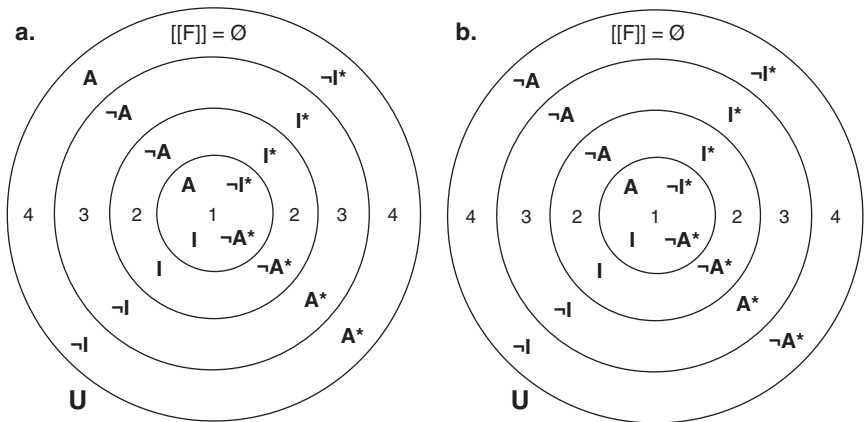 a.
[[F]] = Ø
A
¬I*
¬A
I*
¬A
I*
A
¬I*
4
3
2
1
2
3
4
I
¬A*
I
¬A*
¬I
A*
¬I
A*
U
b.
[[F]] = Ø
¬A
¬I*
¬A
I*
¬A
I*
A
¬I*
4
3
2
1
2
3
4
I
¬A*
I
¬A*
¬I
A*
¬I
¬A*
U